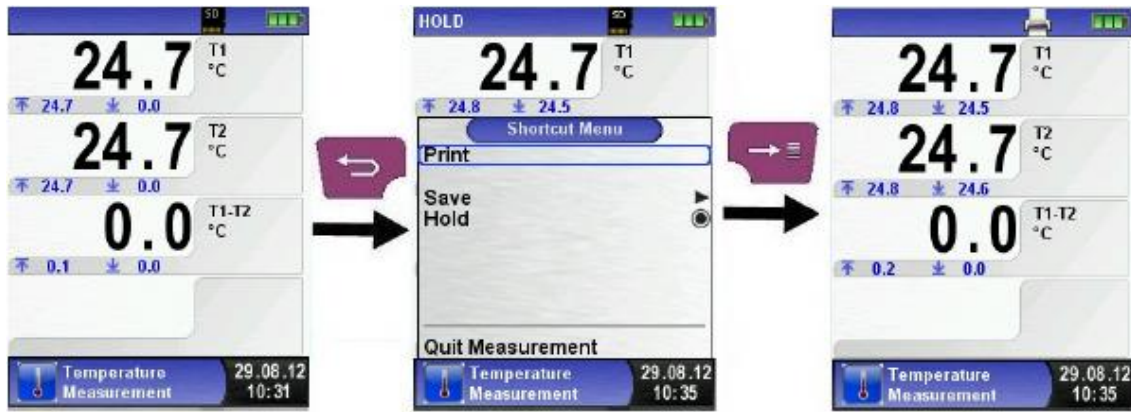 SD
24.7 T1
°C
24.7 0.0
24.7 T2
°C
24.7 0.0
0.0 T1-T2
°C
0.1 0.0
Temperature
Measurement
29.08.12
10:31
HOLD
SD
24.7 T1
°C
24.8 24.5
Shortcut Menu
Print
Save
Hold
Quit Measurement
Temperature
Measurement
29.08.12
10:35
24.7 T1
°C
24.8 24.5
24.7 T2
°C
24.8 24.6
0.0 T1-T2
°C
0.2 0.0
Temperature
Measurement
29.08.12
10:35